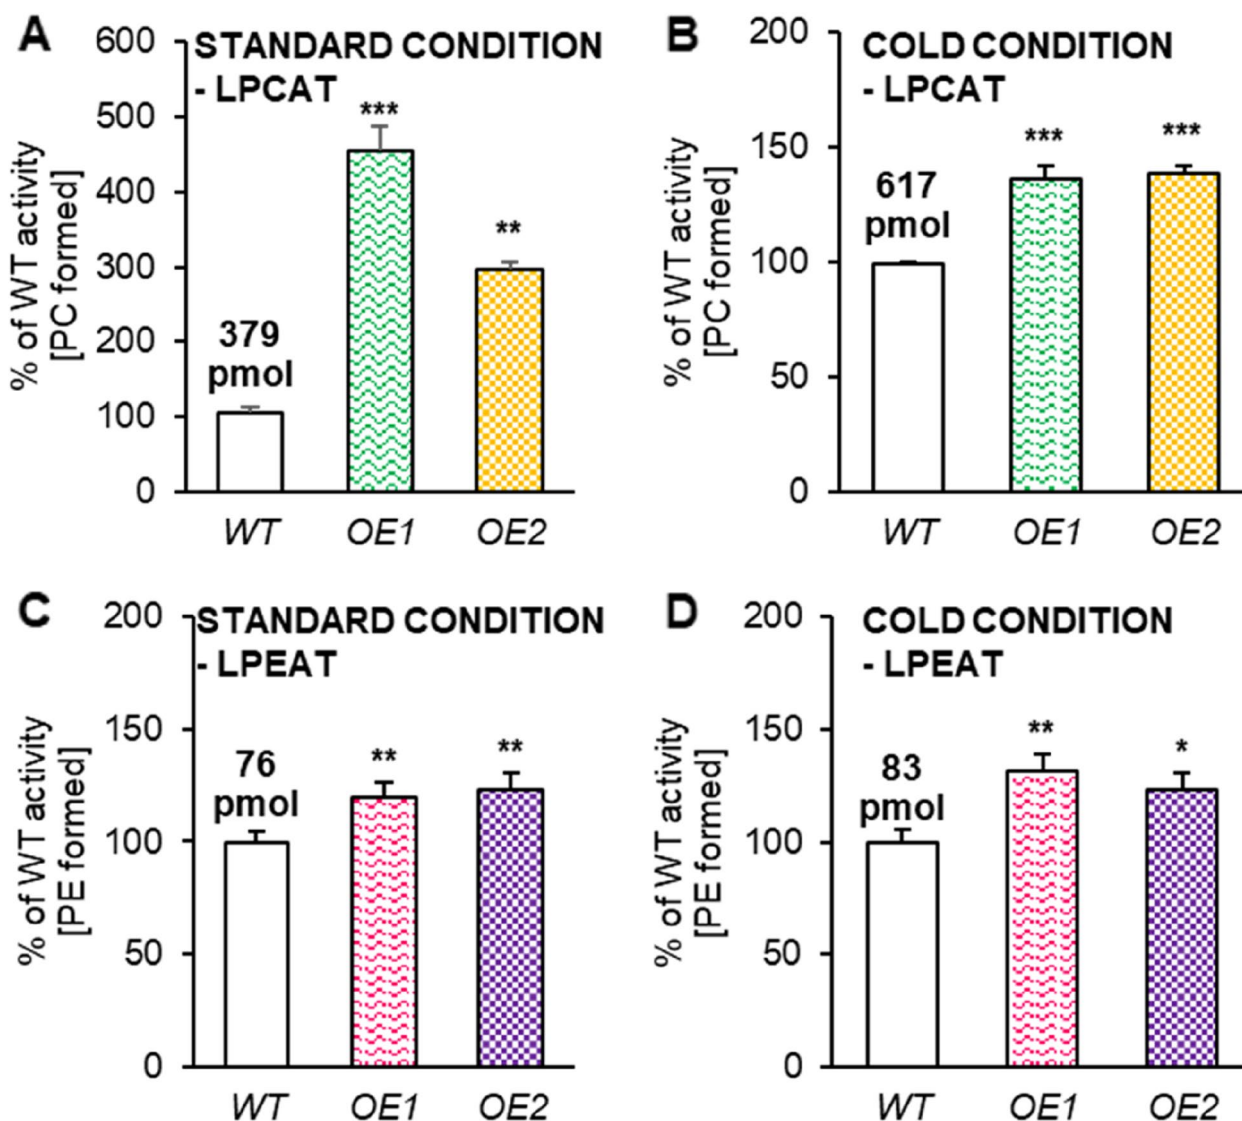 A
STANDARD CONDITION
- LPCAT
% of WT activity
[PC formed]
600
500
400
300
200
100
0
379
pmol
***
**
WT OE1 OE2
B
COLD CONDITION
- LPCAT
% of WT activity
[PC formed]
200
150
100
50
0
617
pmol
***
***
WT OE1 OE2
C
STANDARD CONDITION
- LPEAT
% of WT activity
[PE formed]
200
150
100
50
0
76
pmol
**
**
WT OE1 OE2
D
COLD CONDITION
- LPEAT
% of WT activity
[PE formed]
200
150
100
50
0
83
pmol
**
*
WT OE1 OE2